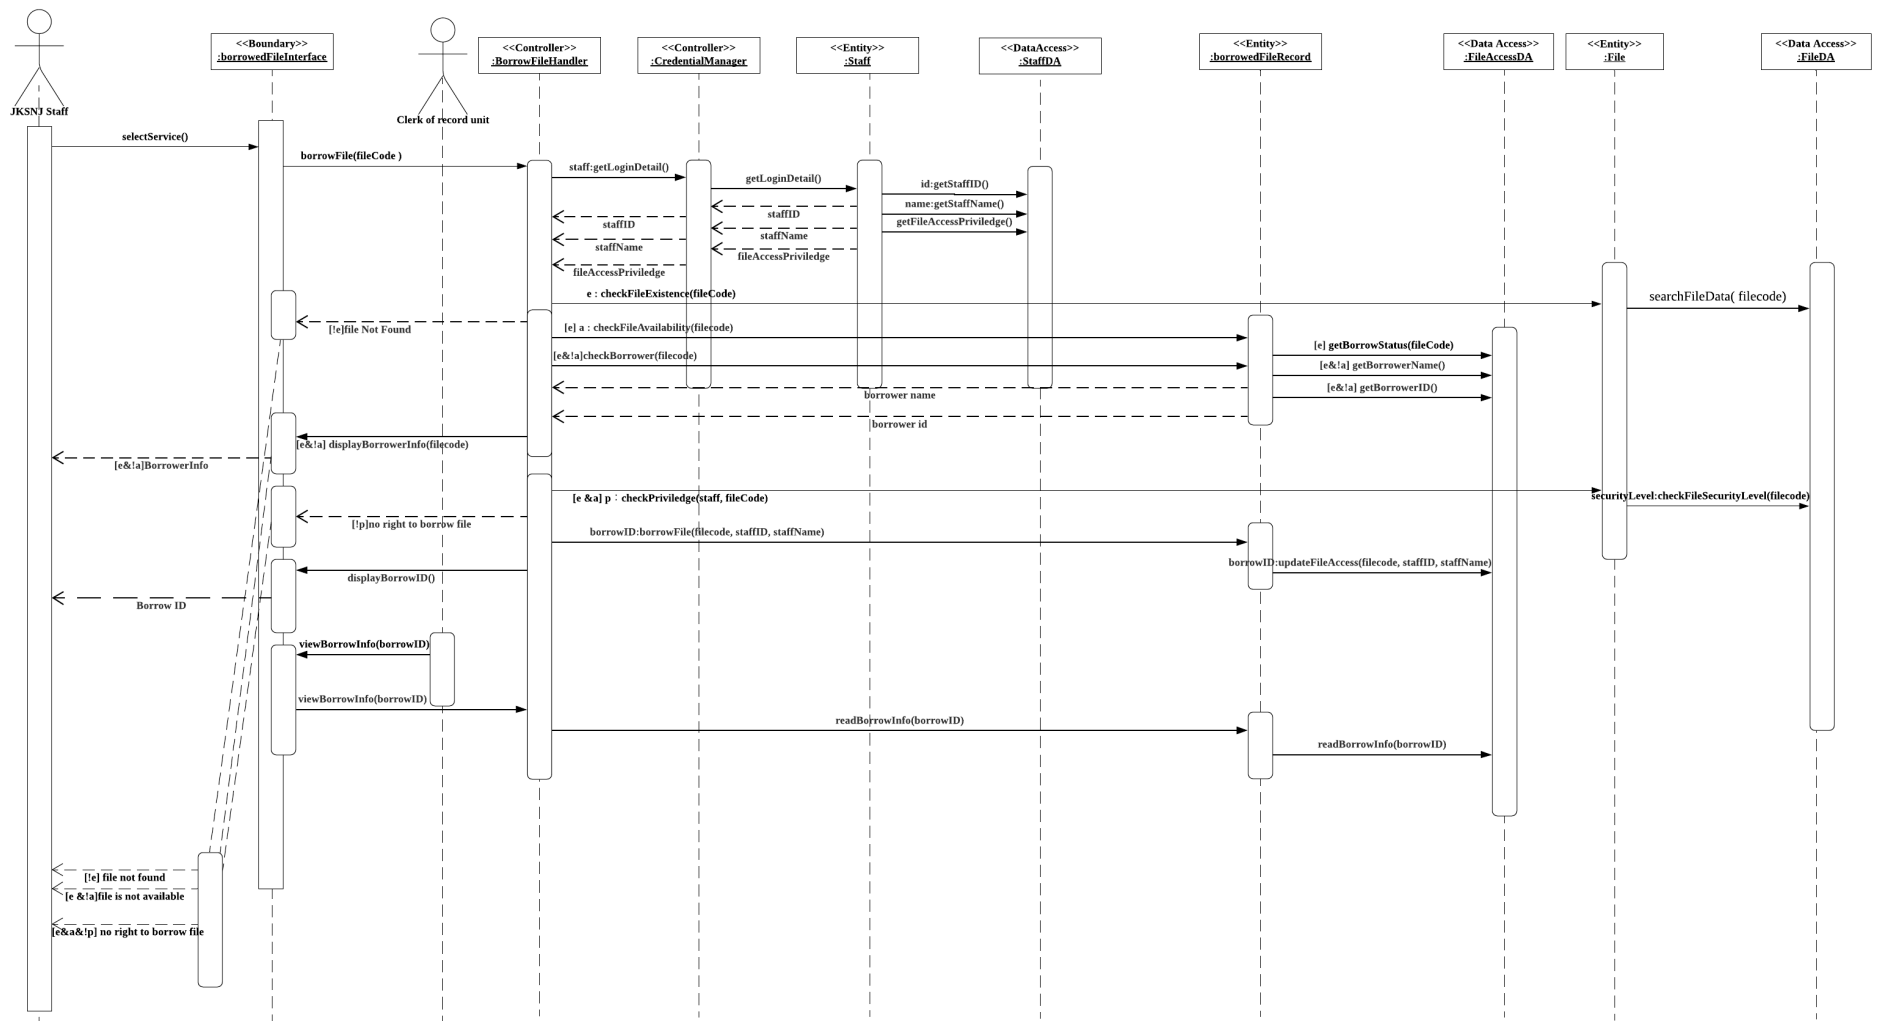 <<Boundary>>
:borrowedFileInterface
<<Controller>>
:BorrowFileHandler
<<Controller>>
:CredentialManager
<<Entity>>
:Staff
<<DataAccess>>
:StaffDA
<<Entity>>
:borrowedFileRecord
<<Data Access>>
:FileAccessDA
<<Entity>>
:File
<<Data Access>>
:FileDA
JKSNJ Staff
Clerk of record unit
selectService()
borrowFile(fileCode )
staff:getLoginDetail()
getLoginDetail()
id:getStaffID()
name:getStaffName()
staffID
getFileAccessPriviledge()
staffID
staffName
staffName
fileAccessPriviledge
fileAccessPriviledge
e : checkFileExistence(fileCode)
searchFileData( filecode)
[!e]file Not Found
[e] a : checkFileAvailability(filecode)
[e] getBorrowStatus(fileCode)
[e&!a]checkBorrower(filecode)
[e&!a] getBorrowerName()
[e&!a] getBorrowerID()
borrower name
borrower id
[e&!a] displayBorrowerInfo(filecode)
[e&!a]BorrowerInfo
[e &a] p : checkPriviledge(staff, fileCode)
securityLevel:checkFileSecurityLevel(filecode)
[!p]no right to borrow file
borrowID:borrowFile(filecode, staffID, staffName)
borrowID:updateFileAccess(filecode, staffID, staffName)
displayBorrowID()
Borrow ID
viewBorrowInfo(borrowID)
viewBorrowInfo(borrowID)
readBorrowInfo(borrowID)
readBorrowInfo(borrowID)
[!e] file not found
[e &!a]file is not available
[e&a&!p] no right to borrow file